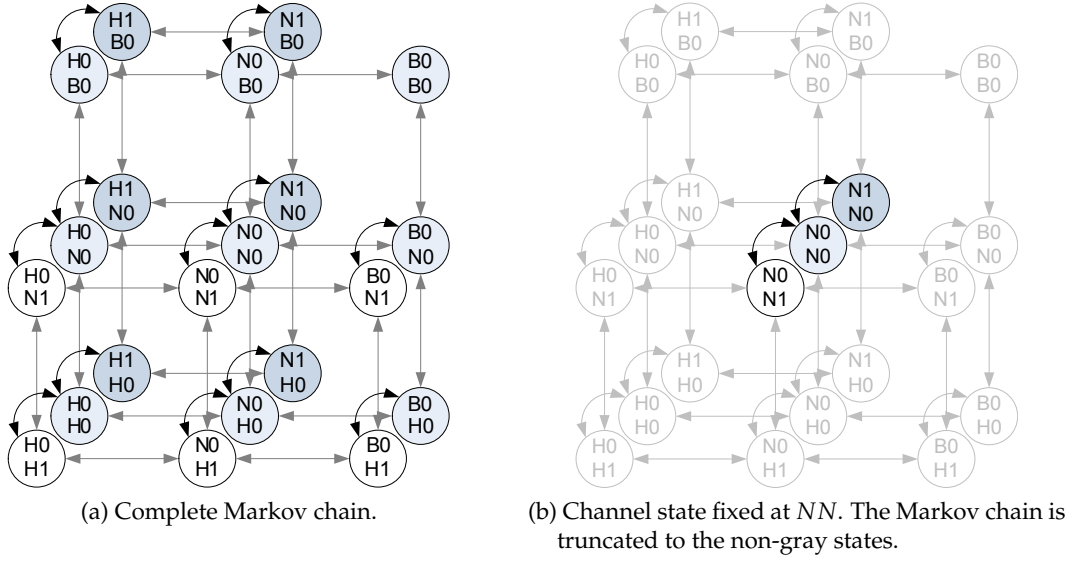 H1
B0
N1
B0
H0
B0
N0
B0
B0
B0
H1
N0
N1
N0
H0
N0
N0
N0
B0
N0
H0
N1
N0
N1
B0
N1
H1
H0
N1
H0
H0
H0
N0
H0
B0
H0
H0
H1
N0
H1
B0
H1
(a) Complete Markov chain.
H1
B0
N1
B0
H0
B0
N0
B0
B0
B0
H1
N0
N1
N0
H0
N0
N0
N0
B0
N0
H0
N1
N0
N1
B0
N1
H1
H0
N1
H0
H0
H0
N0
H0
B0
H0
H0
H1
N0
H1
B0
H1
(b) Channel state fixed at NN. The Markov chain is
truncated to the non-gray states.